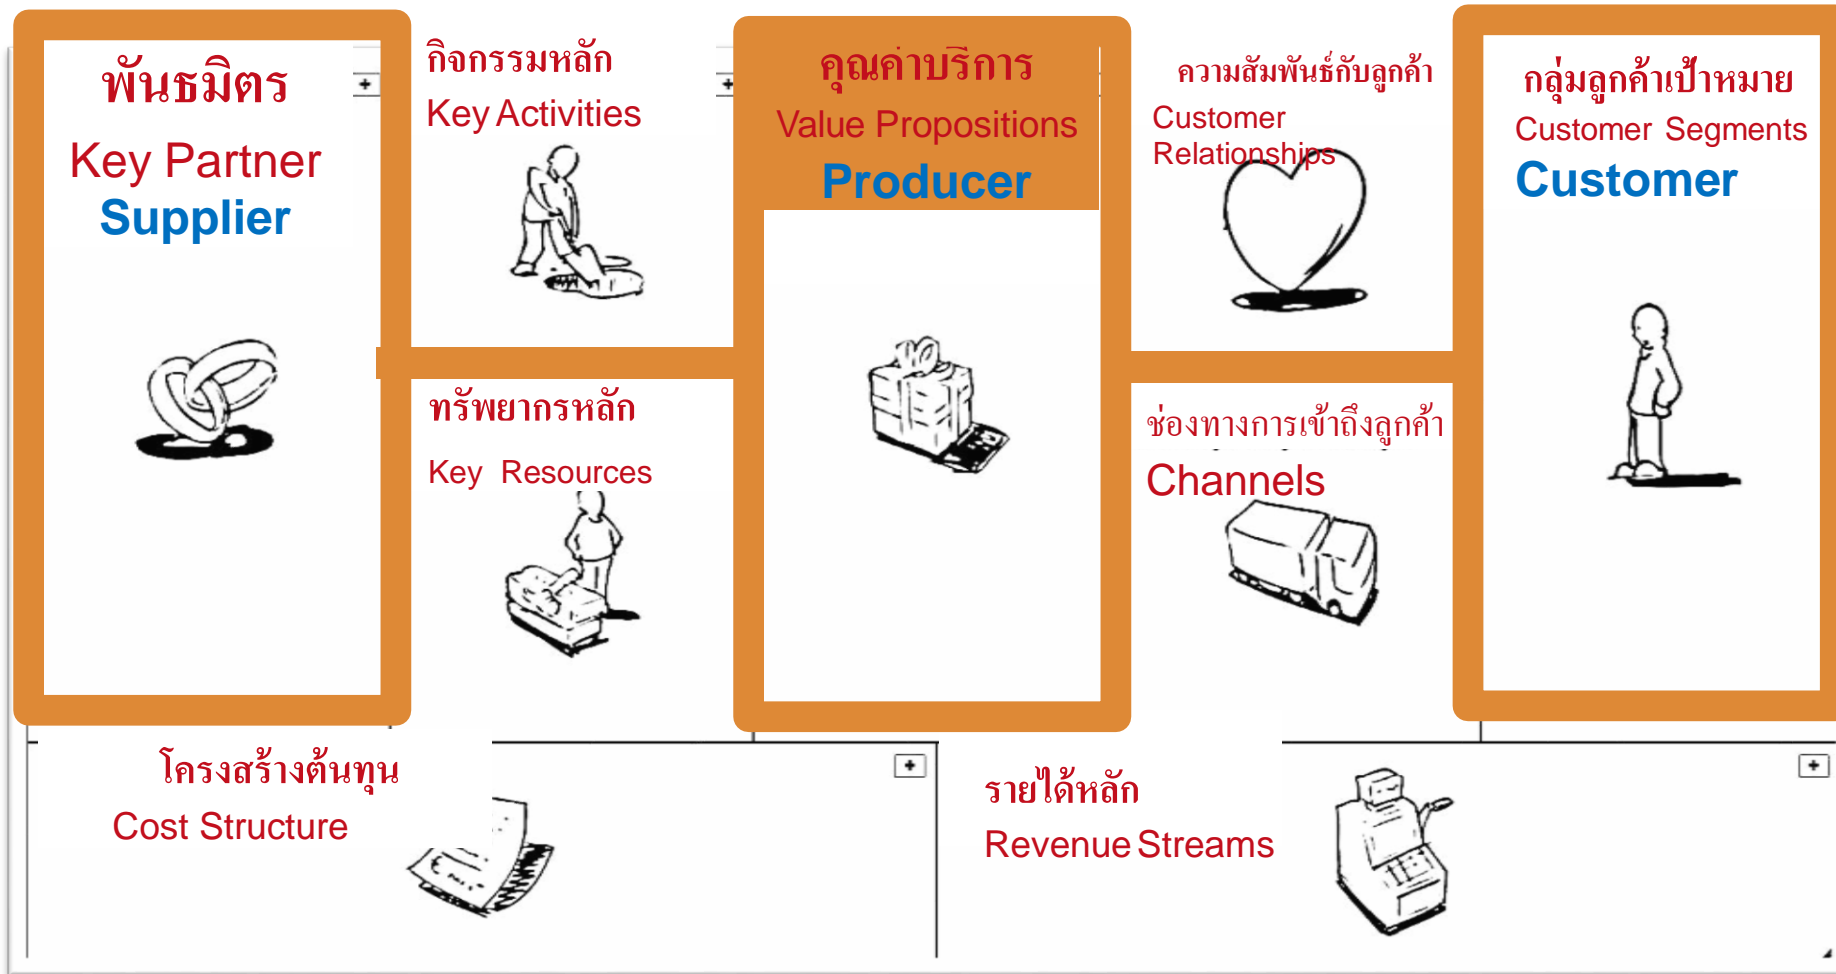 พันธมิตร
Key Partner
Supplier
กิจกรรมหลัก
Key Activities
ทรัพยากรหลัก
Key Resources
คุณค่าบริการ
Value Propositions
Producer
ความสัมพันธ์กับลูกค้า
Customer
Relationships
ช่องทางการเข้าถึงลูกค้า
Channels
กลุ่มลูกค้าเป้าหมาย
Customer Segments
Customer
โครงสร้างต้นทุน
Cost Structure
รายได้หลัก
Revenue Streams